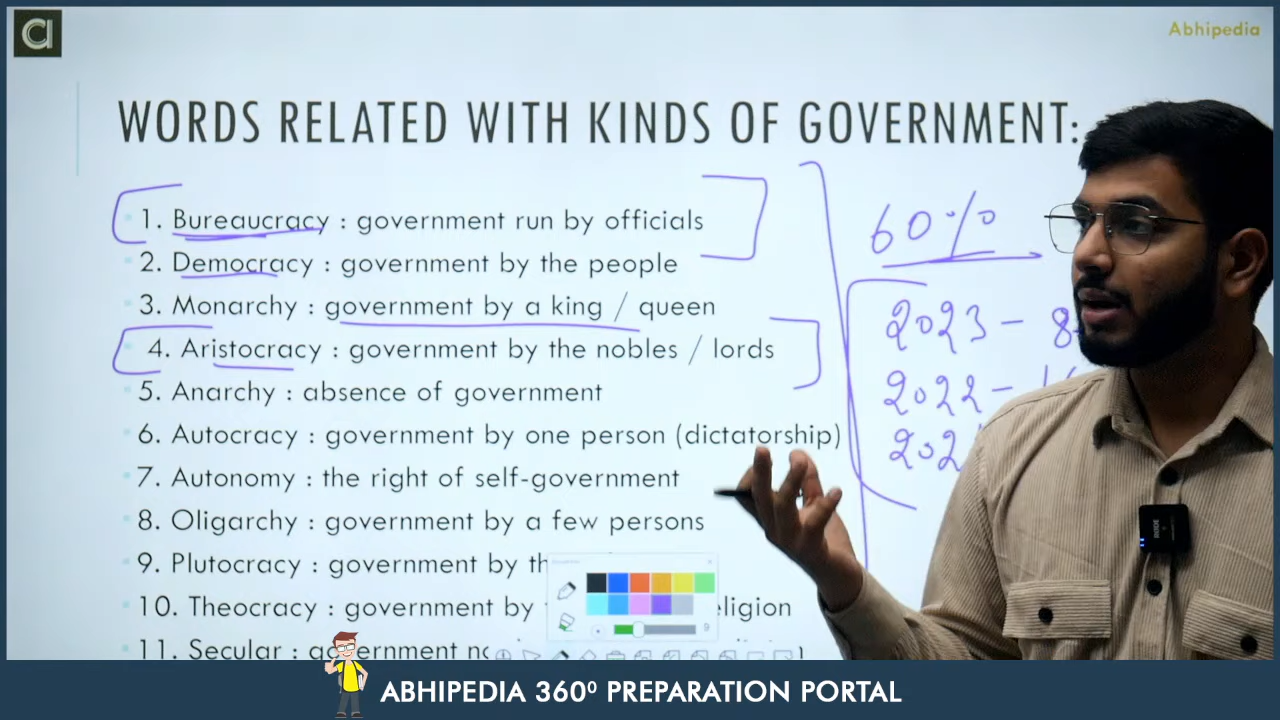 Abhipedia
WORDS RELATED WITH KINDS OF GOVERNMENT:
1. Bureaucracy : government run by officials
2. Democracy : government by the people
3. Monarchy : government by a king / queen
4. Aristocracy : government by the nobles / lords
5. Anarchy : absence of government
6. Autocracy : government by one person (dictatorship)
7. Autonomy : the right of self-government
8. Oligarchy : government by a few persons
9. Plutocracy : government by
10. Theocracy : government by
11. Secular : government
60%
2023 - 8
2022 -
9
ABHIPEDIA 360⁰ PREPARATION PORTAL